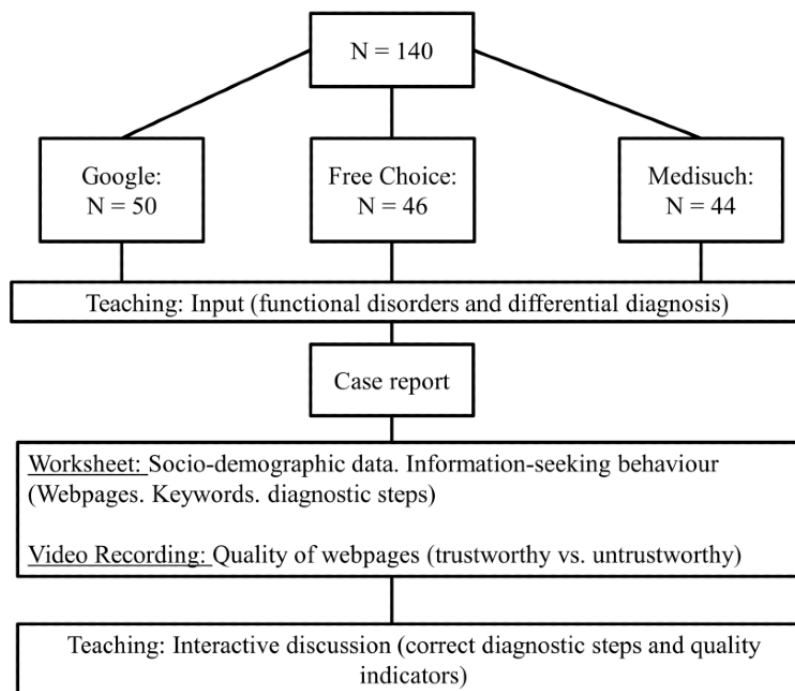 N = 140
Google:
N = 50
Free Choice:
N = 46
Medisuch:
N = 44
Teaching: Input (functional disorders and differential diagnosis)
Case report
Worksheet: Socio-demographic data. Information-seeking behaviour
(Webpages. Keywords. diagnostic steps)
Video Recording: Quality of webpages (trustworthy vs. untrustworthy)
Teaching: Interactive discussion (correct diagnostic steps and quality
indicators)